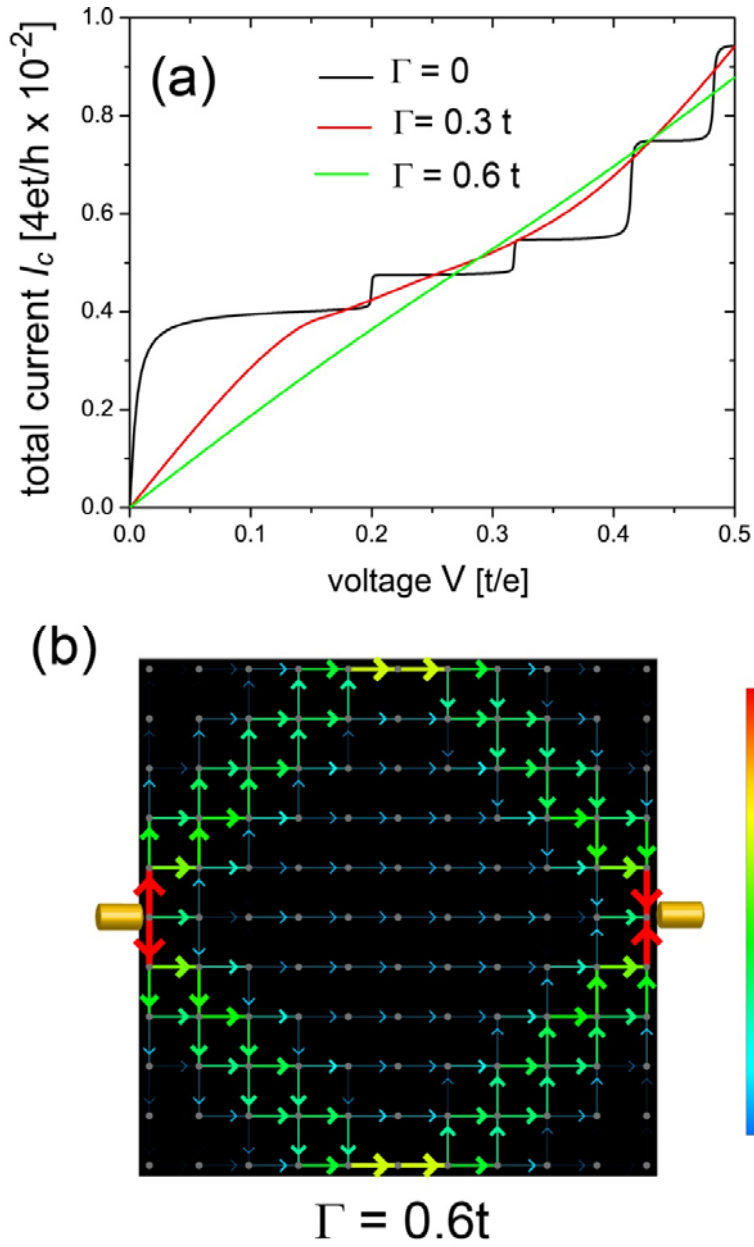 (a)
Γ = 0
Γ= 0.3 t
Γ = 0.6 t
total current I_c [4et/h x 10^-2]
1.0
0.8
0.6
0.4
0.2
0.0
0.0 0.1 0.2 0.3 0.4 0.5
voltage V [t/e]
(b)
Γ = 0.6t